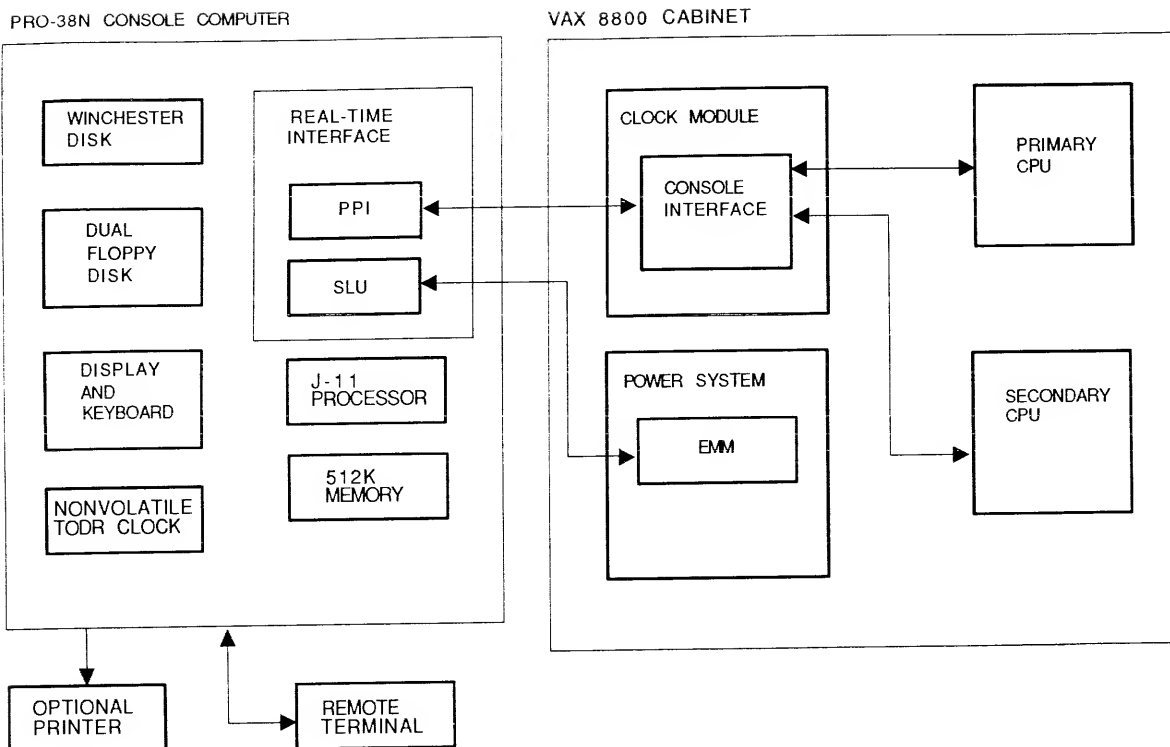 PRO-38N CONSOLE COMPUTER
WINCHESTER
DISK
DUAL
FLOPPY
DISK
DISPLAY
AND
KEYBOARD
NONVOLATILE
TODR CLOCK
REAL-TIME
INTERFACE
PPI
SLU
J-11
PROCESSOR
512K
MEMORY
OPTIONAL
PRINTER
REMOTE
TERMINAL
VAX 8800 CABINET
CLOCK MODULE
CONSOLE
INTERFACE
POWER SYSTEM
EMM
PRIMARY
CPU
SECONDARY
CPU